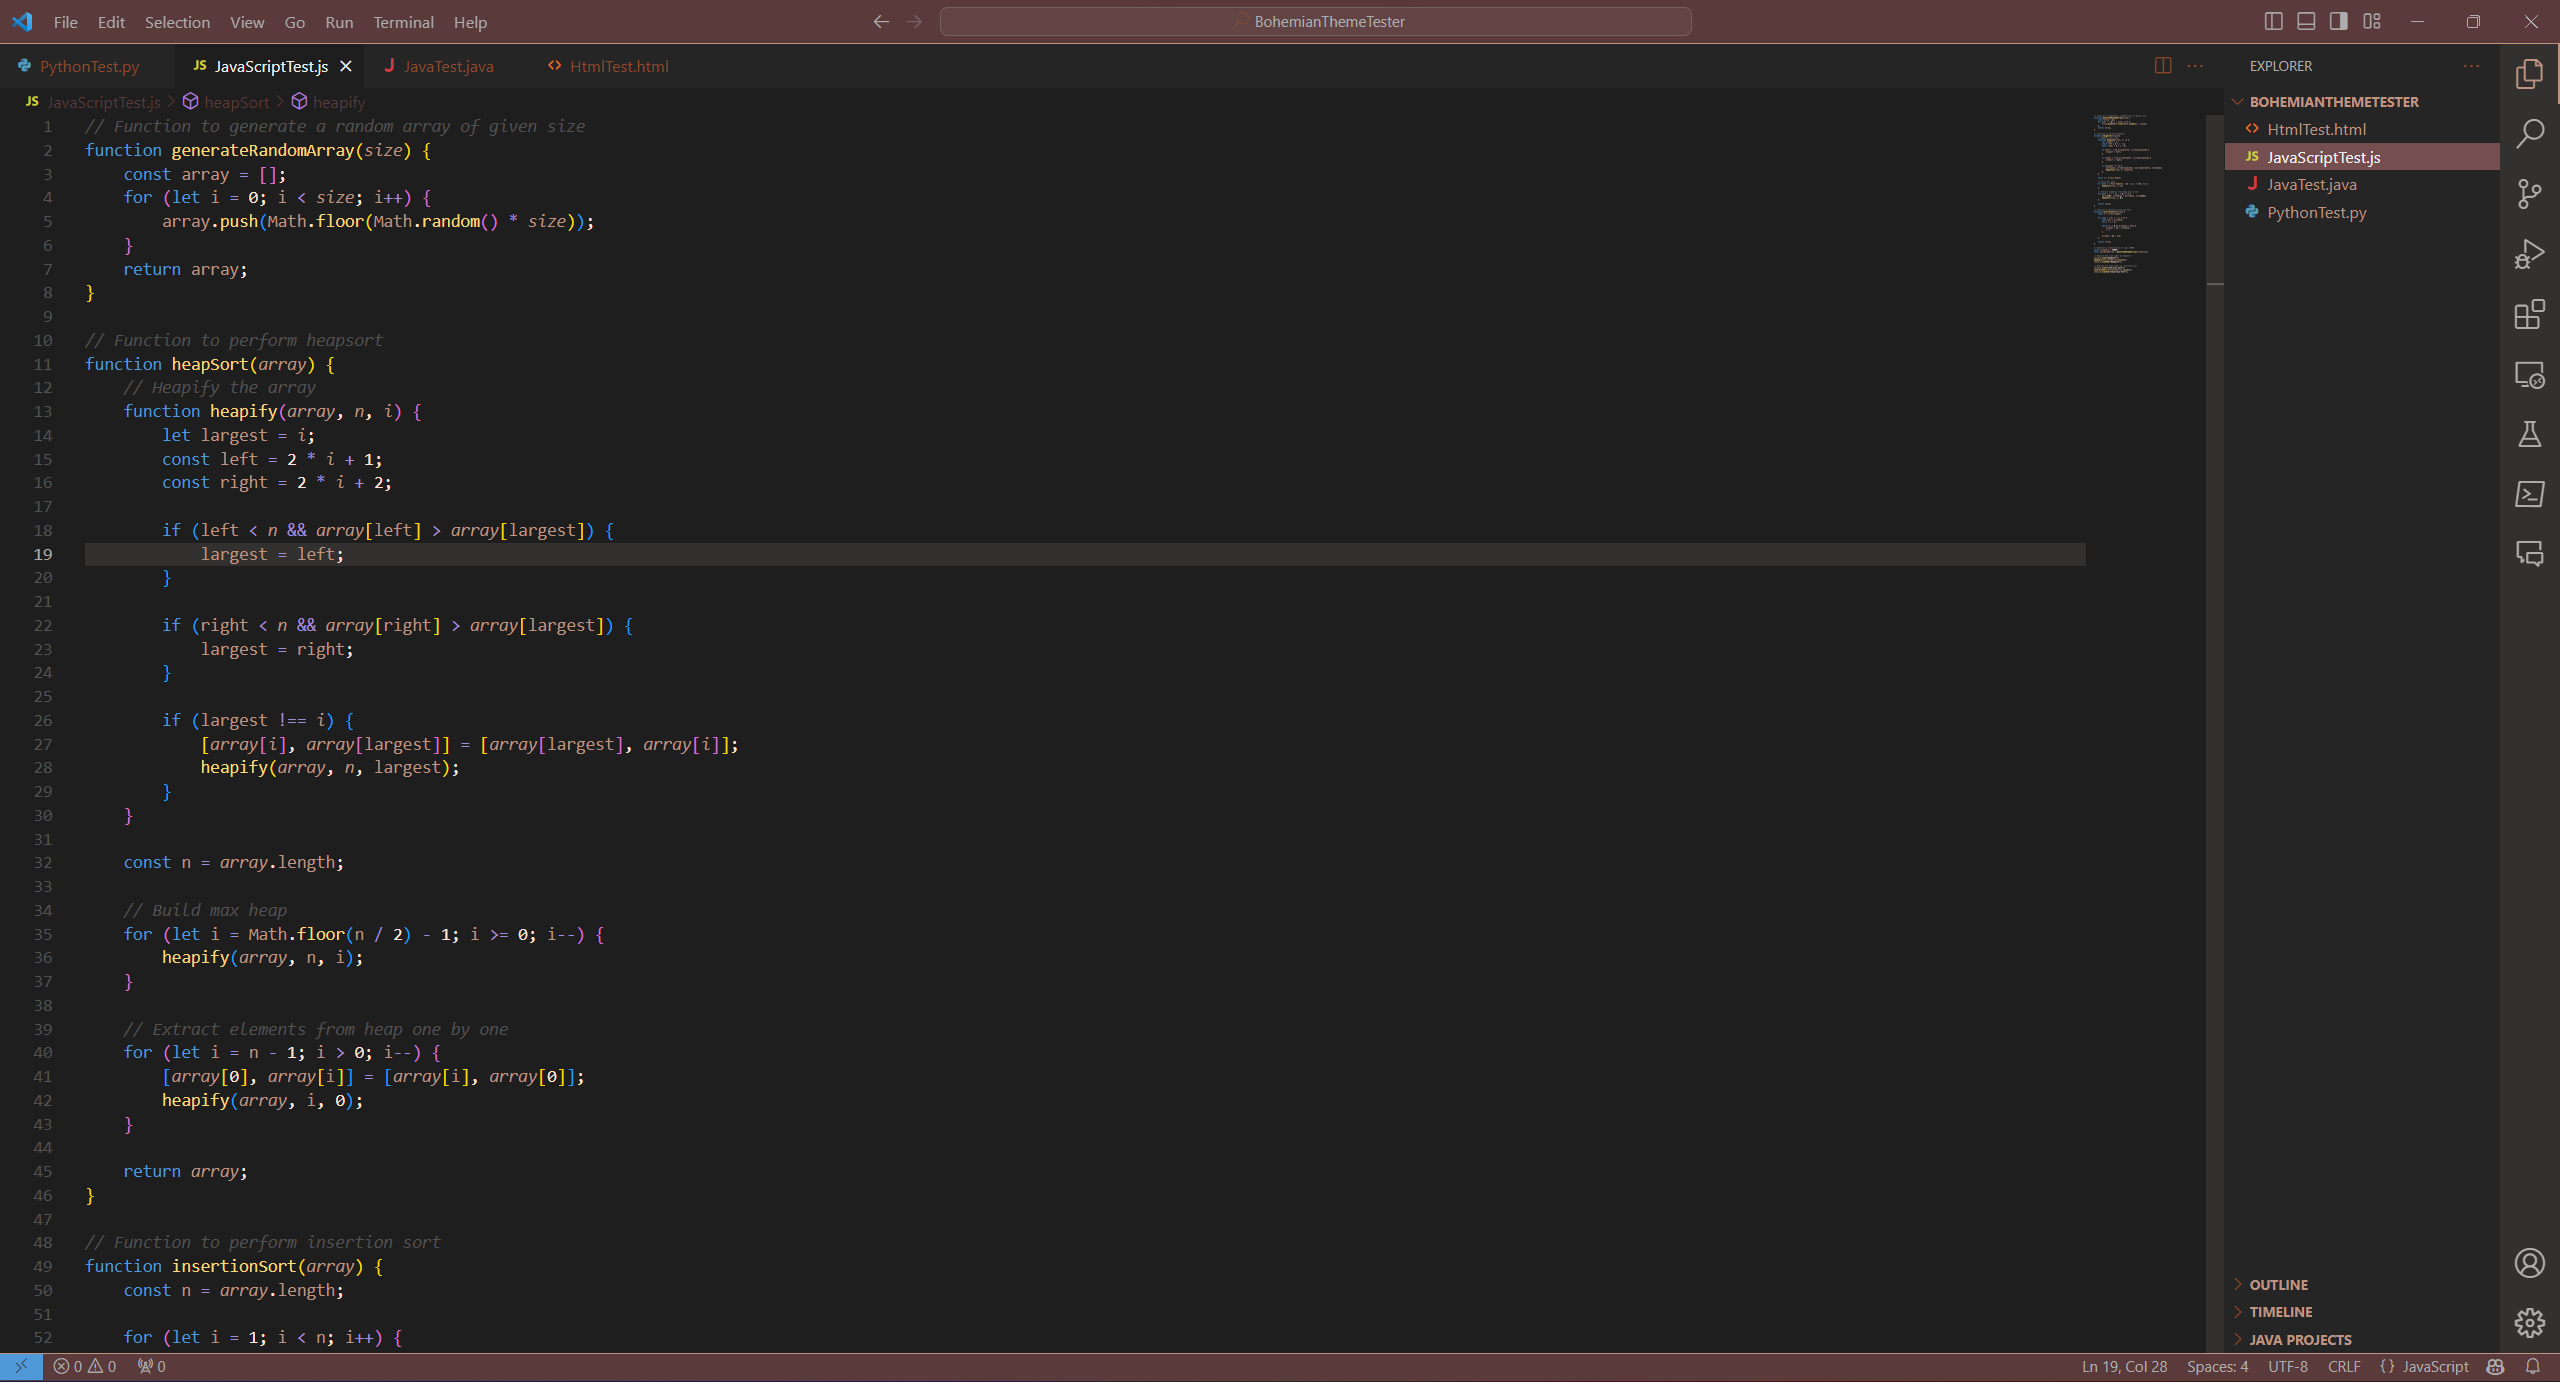 File Edit Selection View Go Run Terminal Help BohemianThemeTester
PythonTest.py JS JavaScriptTest.js J JavaTest.java HtmlTest.html
JS JavaScriptTest.js heapSort heapify
1 // Function to generate a random array of given size
2 function generateRandomArray(size) {
3 const array = [];
4 for (let i = 0; i < size; i++) {
5 array.push(Math.floor(Math.random() * size));
6 }
7 return array;
8 }
9
10 // Function to perform heapsort
11 function heapSort(array) {
12 // Heapify the array
13 function heapify(array, n, i) {
14 let largest = i;
15 const left = 2 * i + 1;
16 const right = 2 * i + 2;
17
18 if (left < n && array[left] > array[largest]) {
19 largest = left;
20 }
21
22 if (right < n && array[right] > array[largest]) {
23 largest = right;
24 }
25
26 if (largest !== i) {
27 [array[i], array[largest]] = [array[largest], array[i]];
28 heapify(array, n, largest);
29 }
30 }
31
32 const n = array.length;
33
34 // Build max heap
35 for (let i = Math.floor(n / 2) - 1; i >= 0; i--) {
36 heapify(array, n, i);
37 }
38
39 // Extract elements from heap one by one
40 for (let i = n - 1; i > 0; i--) {
41 [array[0], array[i]] = [array[i], array[0]];
42 heapify(array, i, 0);
43 }
44
45 return array;
46 }
47
48 // Function to perform insertion sort
49 function insertionSort(array) {
50 const n = array.length;
51
52 for (let i = 1; i < n; i++) {
EXPLORER
BOHEMIANTHEMETESTER
HtmlTest.html
JS JavaScriptTest.js
J JavaTest.java
PythonTest.py
OUTLINE
TIMELINE
JAVA PROJECTS
0 0 0 Ln 19, Col 28 Spaces: 4 UTF-8 CRLF {} JavaScript